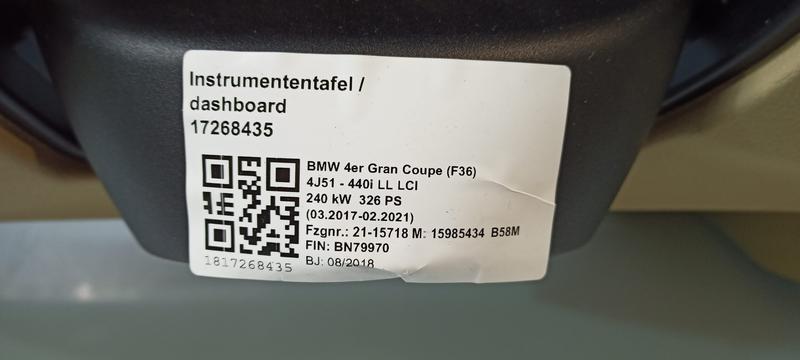 Instrumententafel /
dashboard
17268435
BMW 4er Gran Coupe (F36)
4J51 - 440i LL LCI
240 kW 326 PS
(03.2017-02.2021)
Fzgnr.: 21-15718 M: 15985434 B58M
FIN: BN79970
BJ: 08/2018
1817268435